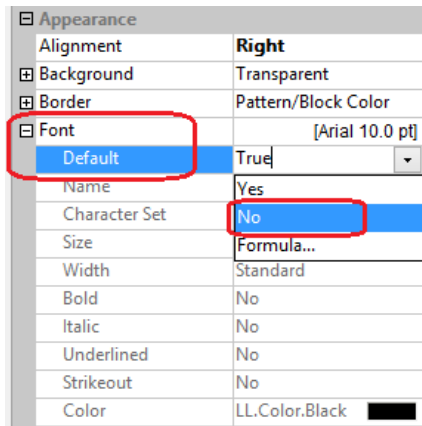 Appearance
Alignment Right
Background Transparent
Border Pattern/Block Color
Font [Arial 10.0 pt]
Default True
Name Yes
Character Set No
Size Formula...
Width Standard
Bold No
Italic No
Underlined No
Strikeout No
Color LL.Color.Black